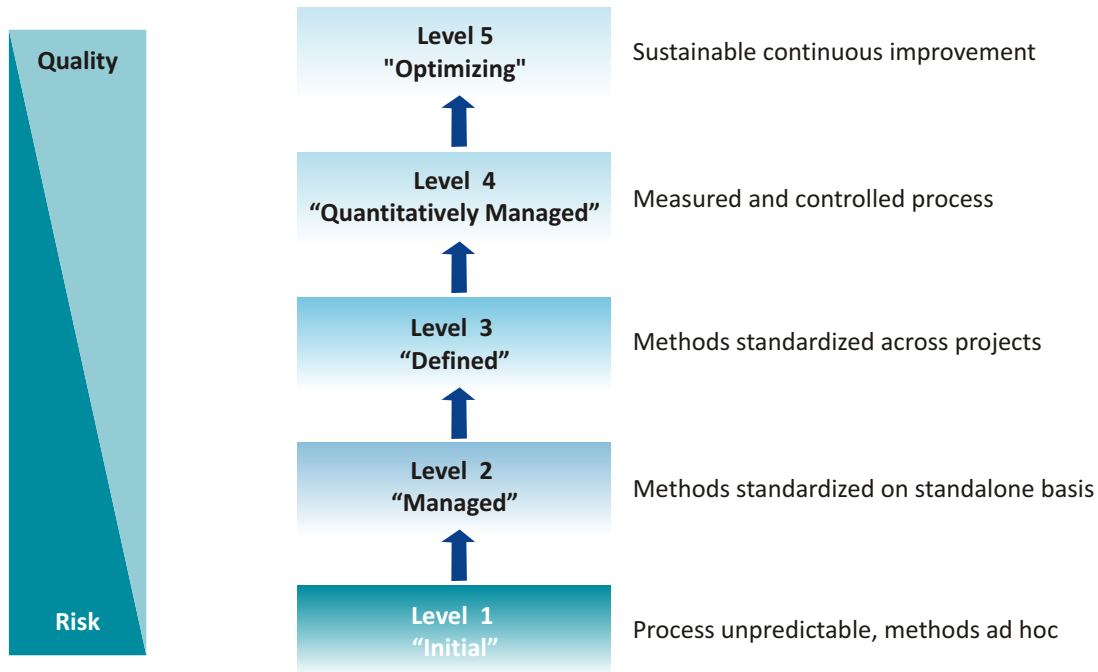 Quality
Level 5
"Optimizing"
Sustainable continuous improvement
Level 4
“Quantitatively Managed”
Measured and controlled process
Level 3
“Defined”
Methods standardized across projects
Level 2
“Managed”
Methods standardized on standalone basis
Risk
Level 1
“Initial”
Process unpredictable, methods ad hoc